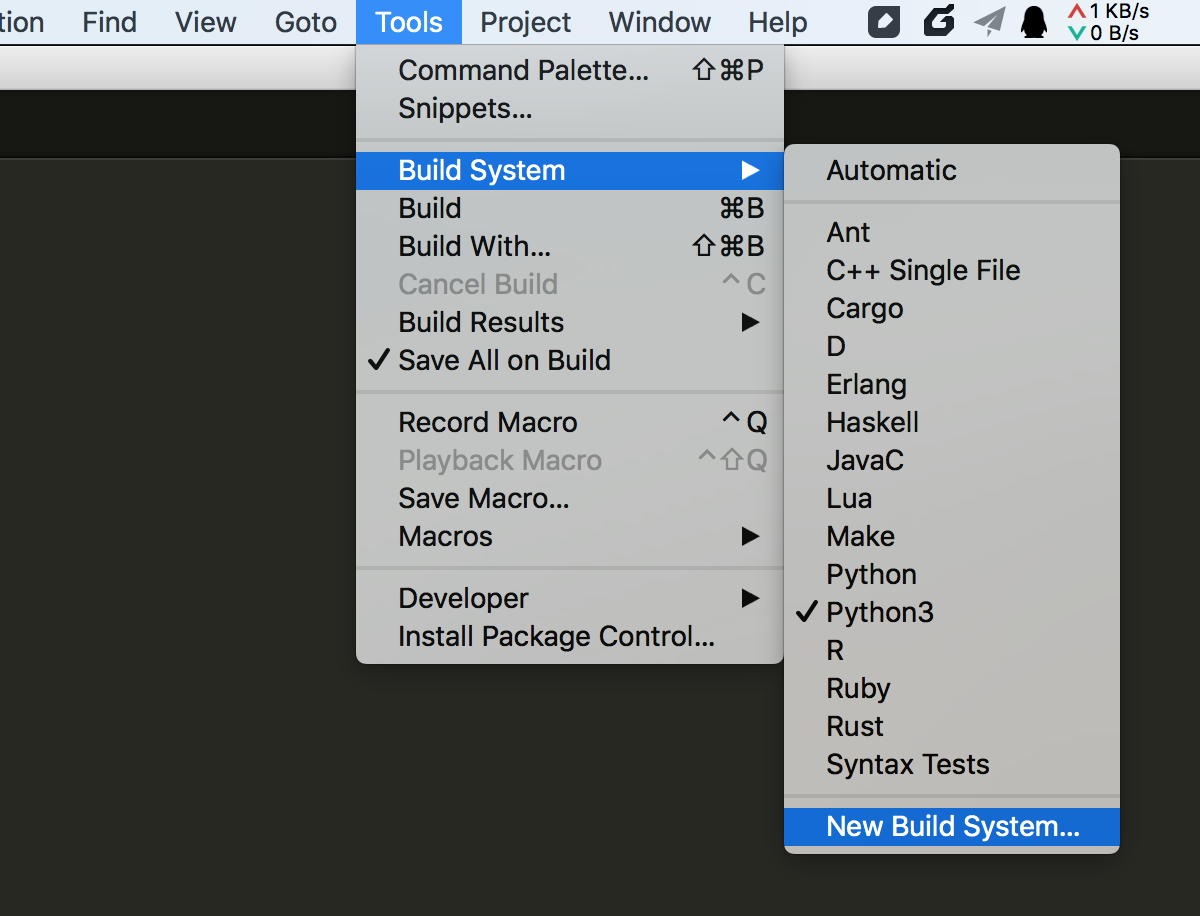 tion Find View Goto Tools Project Window Help 1 KB/s
0 B/s
Command Palette... ⇧⌘P
Snippets...
Build System ▶
Build ⌘B
Build With... ⇧⌘B
Cancel Build ^C
Build Results ▶
✓ Save All on Build
Record Macro ^Q
Playback Macro ^⇧Q
Save Macro...
Macros ▶
Developer ▶
Install Package Control...
Automatic
Ant
C++ Single File
Cargo
D
Erlang
Haskell
JavaC
Lua
Make
Python
✓ Python3
R
Ruby
Rust
Syntax Tests
New Build System...